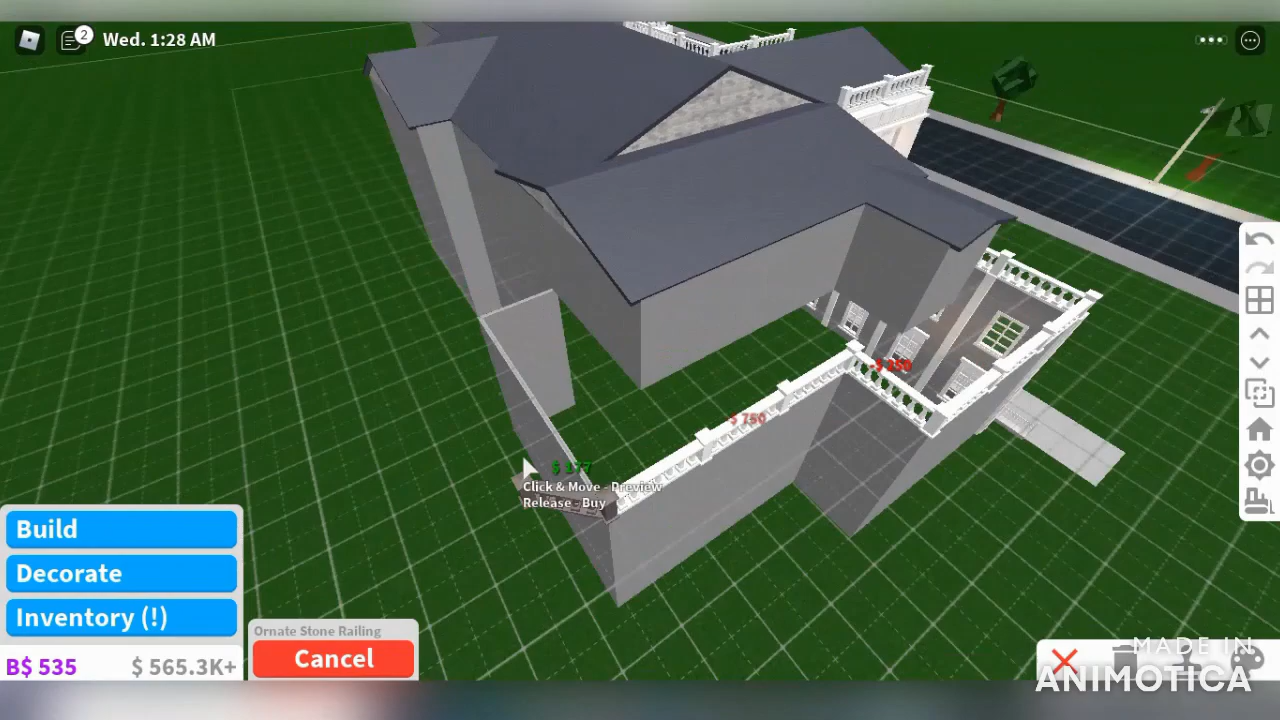 2
Wed. 1:28 AM
-$ 250
$ 750
$ 177
Click & Move - Preview
Release - Buy
Build
Decorate
Inventory (!)
B$ 535
$ 565.3K+
Ornate Stone Railing
Cancel
MADE IN
ANIMOTICA